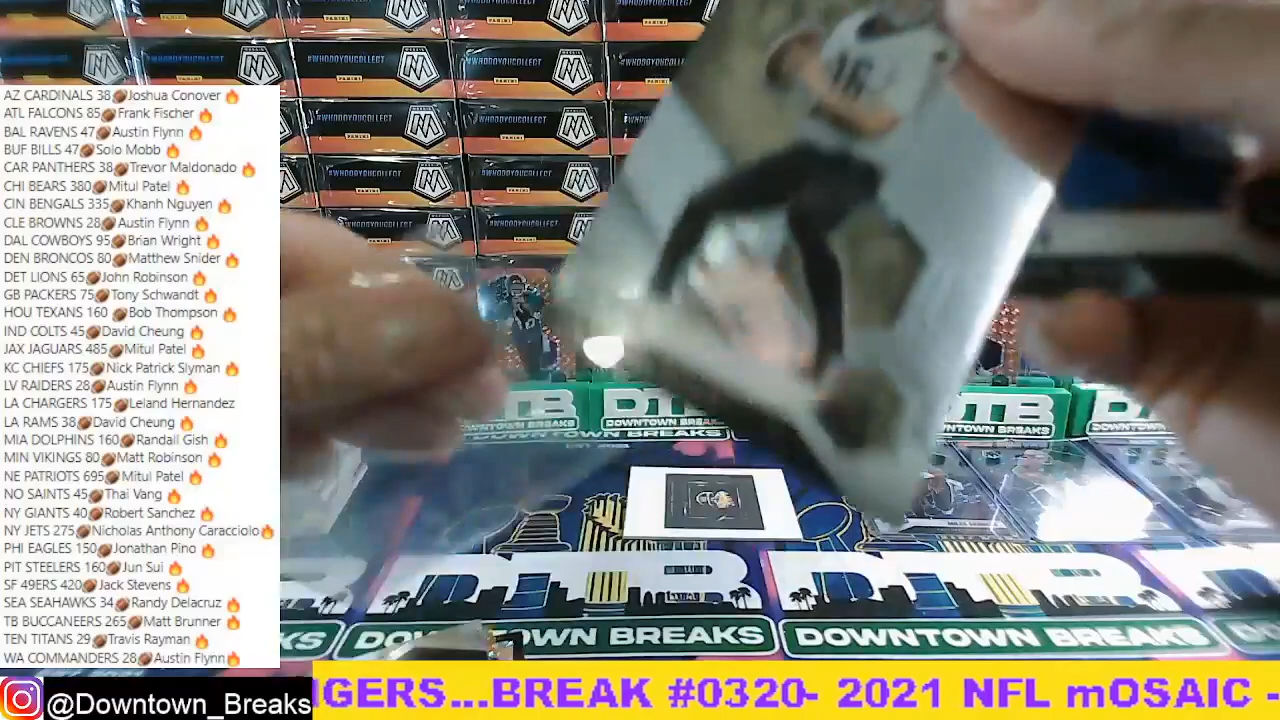 #WHODOYOUCOLLECT
PANINI
AZ CARDINALS 38🏈Joshua Conover 🔥
ATL FALCONS 85🏈Frank Fischer 🔥
BAL RAVENS 47🏈Austin Flynn 🔥
BUF BILLS 47🏈Solo Mobb 🔥
CAR PANTHERS 38🏈Trevor Maldonado 🔥
CHI BEARS 380🏈Mitul Patel 🔥
CIN BENGALS 335🏈Khanh Nguyen 🔥
CLE BROWNS 28🏈Austin Flynn 🔥
DAL COWBOYS 95🏈Brian Wright 🔥
DEN BRONCOS 80🏈Matthew Snider 🔥
DET LIONS 65🏈John Robinson 🔥
GB PACKERS 75🏈Tony Schwandt 🔥
HOU TEXANS 160 🏈Bob Thompson 🔥
IND COLTS 45🏈David Cheung 🔥
JAX JAGUARS 485🏈Mitul Patel 🔥
KC CHIEFS 175🏈Nick Patrick Slyman 🔥
LV RAIDERS 28🏈Austin Flynn 🔥
LA CHARGERS 175🏈Leland Hernandez
LA RAMS 38🏈David Cheung 🔥
MIA DOLPHINS 160🏈Randall Gish 🔥
MIN VIKINGS 80🏈Matt Robinson 🔥
NE PATRIOTS 695🏈Mitul Patel 🔥
NO SAINTS 45🏈Thai Vang 🔥
NY GIANTS 40🏈Robert Sanchez 🔥
NY JETS 275🏈Nicholas Anthony Caracciolo🔥
PHI EAGLES 150🏈Jonathan Pino 🔥
PIT STEELERS 160🏈Jun Sui 🔥
SF 49ERS 420🏈Jack Stevens 🔥
SEA SEAHAWKS 34🏈Randy Delacruz 🔥
TB BUCCANEERS 265🏈Matt Brunner 🔥
TEN TITANS 29🏈Travis Rayman 🔥
WA COMMANDERS 28🏈Austin Flynn🔥
16
DTB
DOWNTOWN BREAKS
DTB
DOWNTOWN BREAKS
DOWNTOWN BREAKS
@Downtown_Breaks
IGERS...BREAK #0320- 2021 NFL mOSAIC -